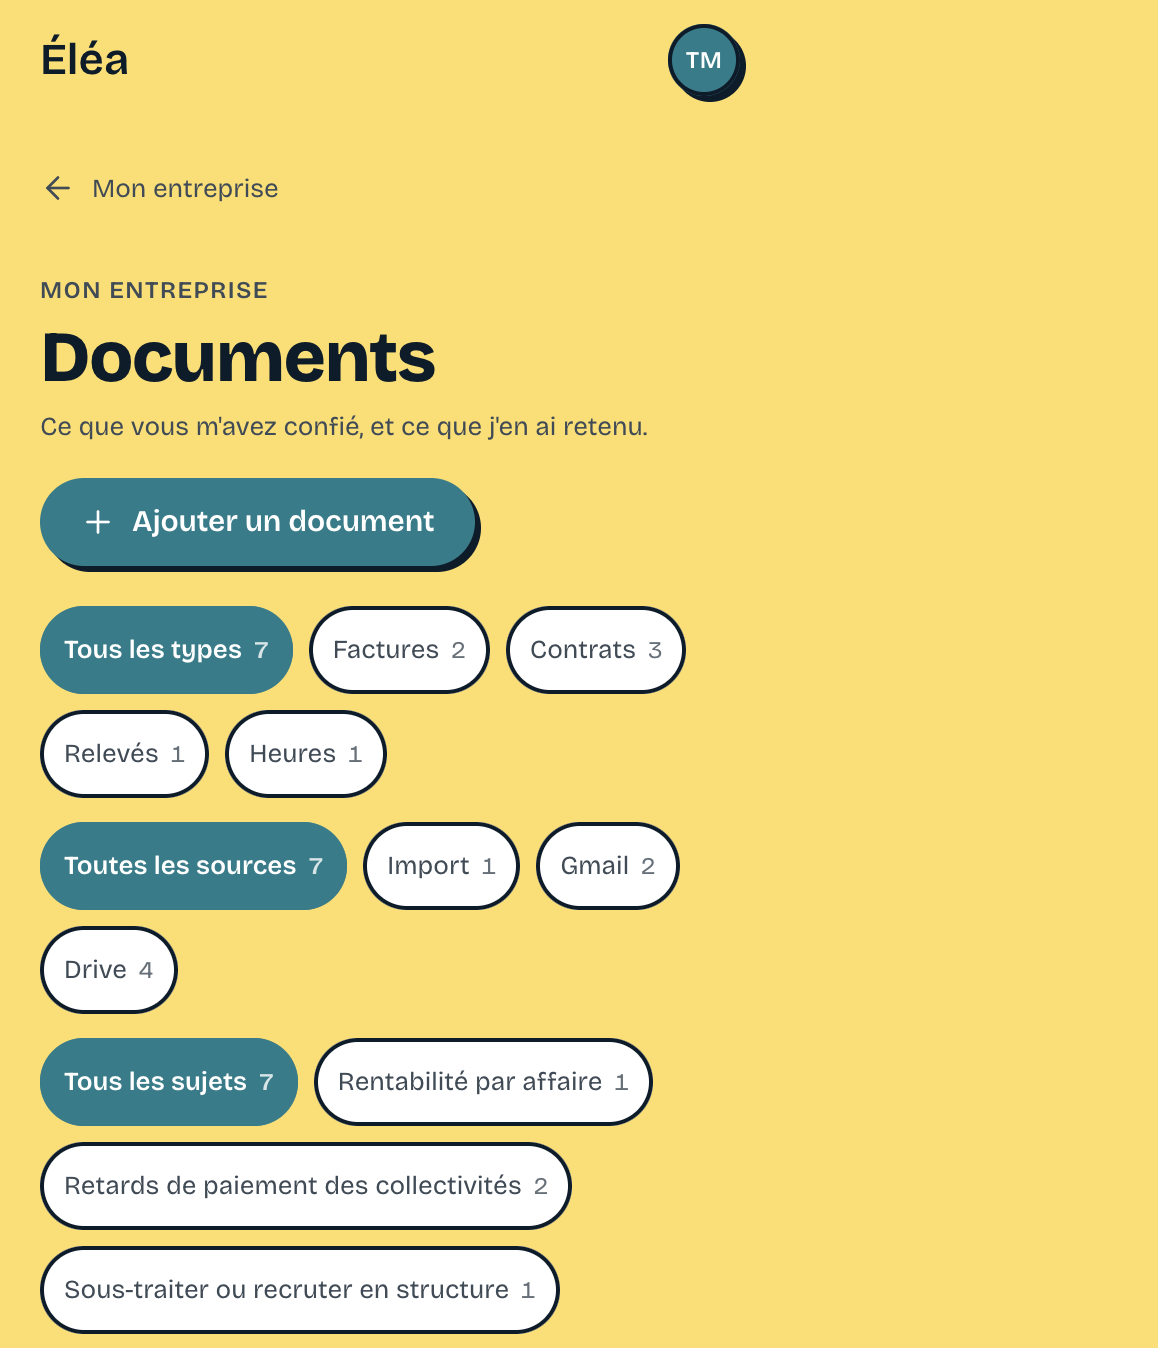 Éléa
TM
Mon entreprise
MON ENTREPRISE
Documents
Ce que vous m'avez confié, et ce que j'en ai retenu.
Ajouter un document
Tous les types 7 Factures 2 Contrats 3
Relevés 1 Heures 1
Toutes les sources 7 Import 1 Gmail 2
Drive 4
Tous les sujets 7 Rentabilité par affaire 1
Retards de paiement des collectivités 2
Sous-traiter ou recruter en structure 1